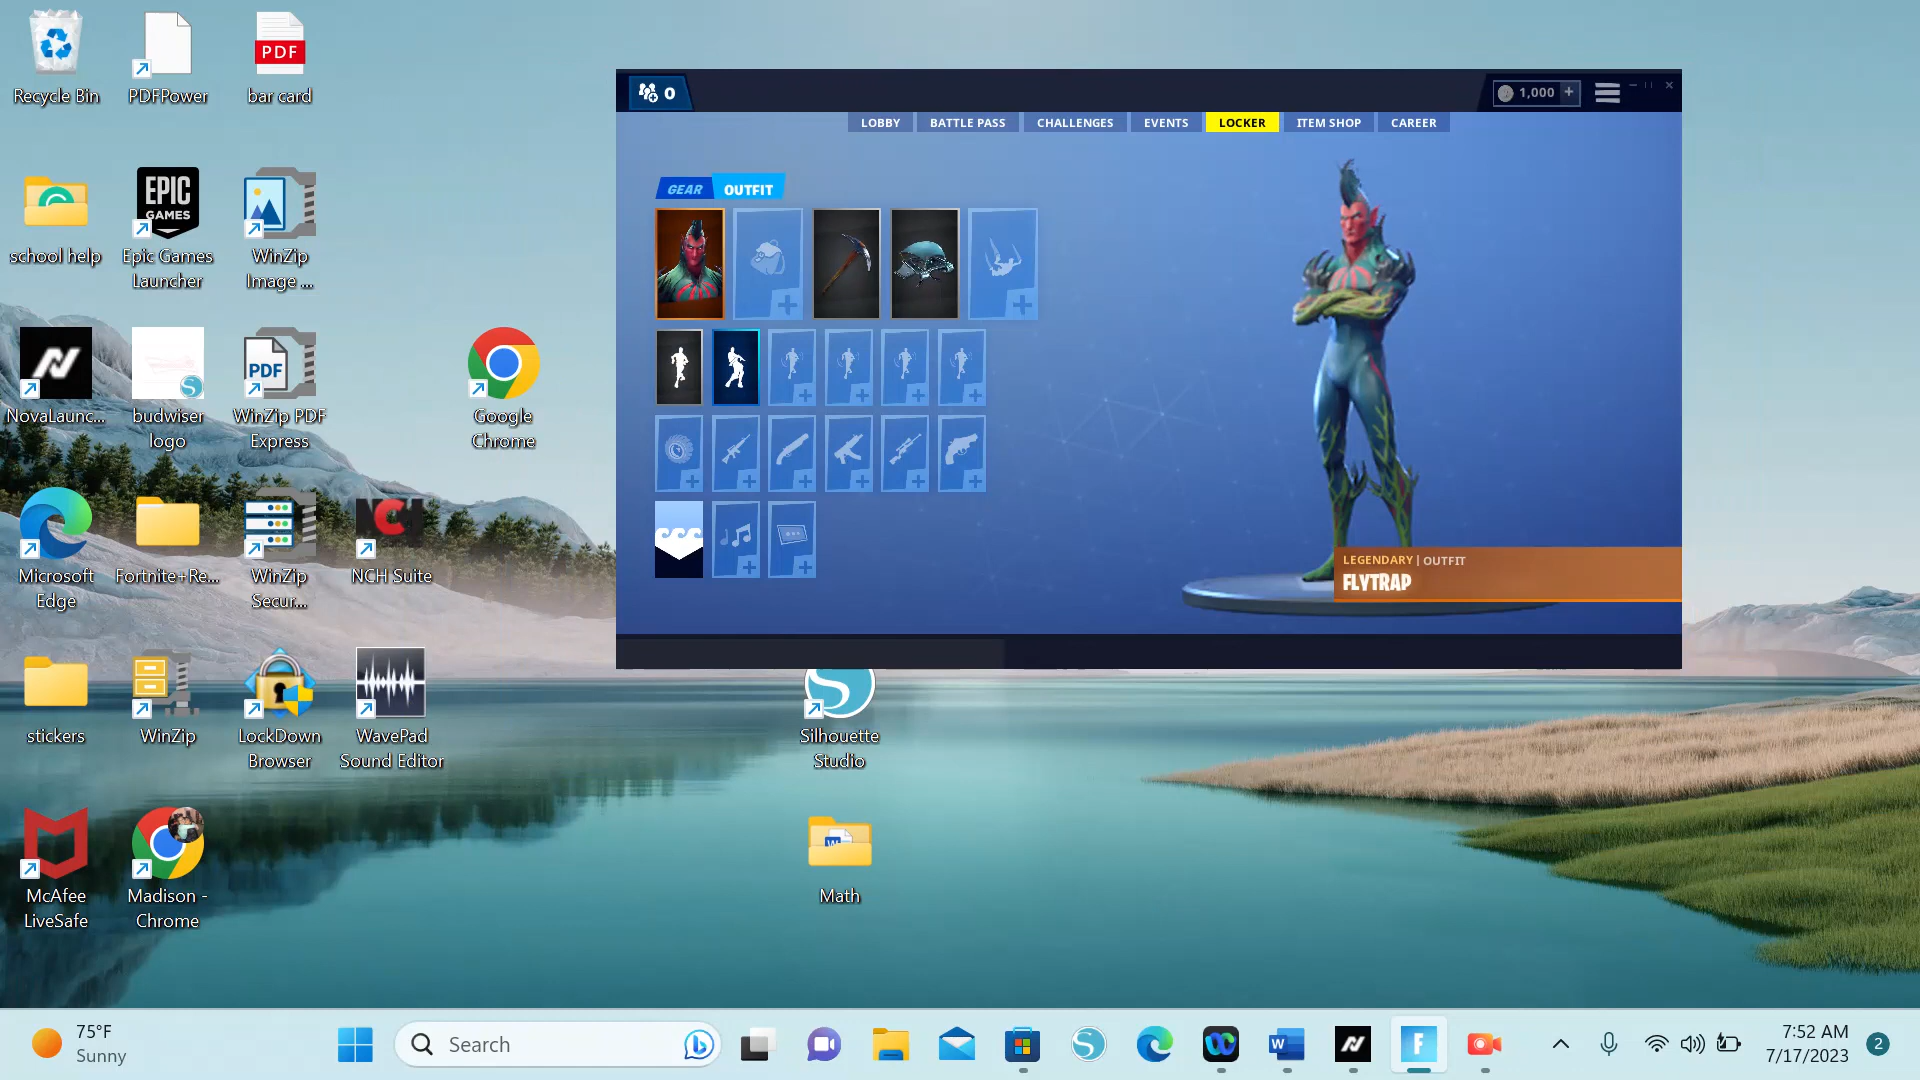 Recycle Bin
PDFPower
PDF
bar card
school help
EPIC
GAMES
Epic Games
Launcher
WinZip
Image ...
NovaLaunc...
budwiser
logo
PDF
WinZip PDF
Express
Google
Chrome
Microsoft
Edge
Fortnite+Re...
WinZip
Secur...
NCH
NCH Suite
stickers
WinZip
LockDown
Browser
WavePad
Sound Editor
McAfee
LiveSafe
Madison -
Chrome
Silhouette
Studio
W
Math
0
1,000 +
LOBBY BATTLE PASS CHALLENGES EVENTS LOCKER ITEM SHOP CAREER
GEAR OUTFIT
LEGENDARY | OUTFIT
FLYTRAP
75°F
Sunny
Search
W
F
7:52 AM
7/17/2023
2